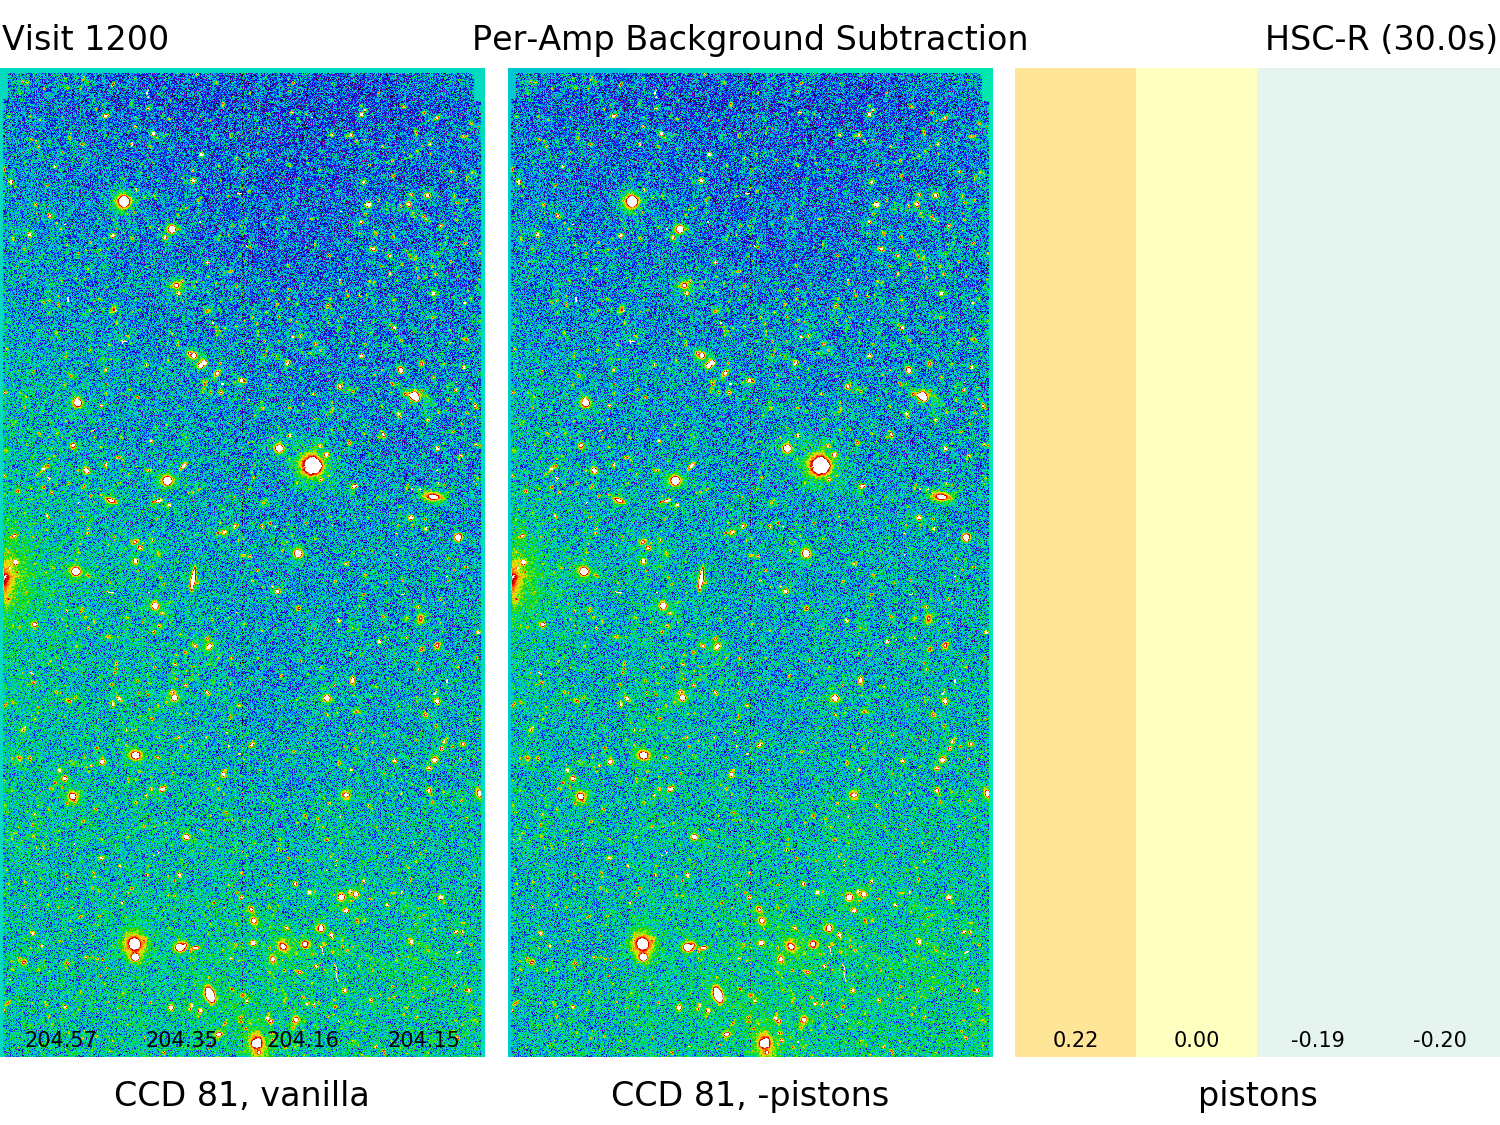 Visit 1200 Per-Amp Background Subtraction HSC-R (30.0s)
204.57 204.35 204.16 204.15 0.22 0.00 -0.19 -0.20
CCD 81, vanilla CCD 81, -pistons pistons